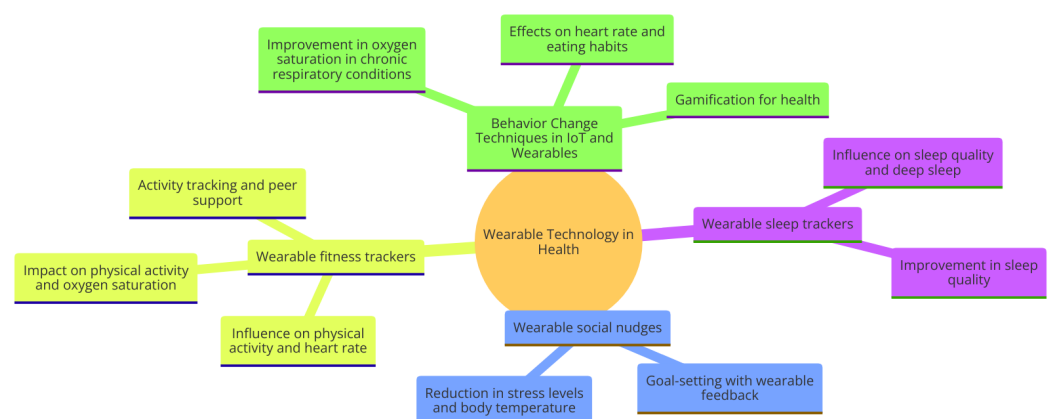 Improvement in oxygen
saturation in chronic
respiratory conditions
Effects on heart rate and
eating habits
Gamification for health
Behavior Change
Techniques in IoT and
Wearables
Influence on sleep quality
and deep sleep
Activity tracking and peer
support
Wearable sleep trackers
Wearable Technology in
Health
Wearable fitness trackers
Impact on physical activity
and oxygen saturation
Improvement in sleep
quality
Influence on physical
activity and heart rate
Wearable social nudges
Reduction in stress levels
and body temperature
Goal-setting with wearable
feedback